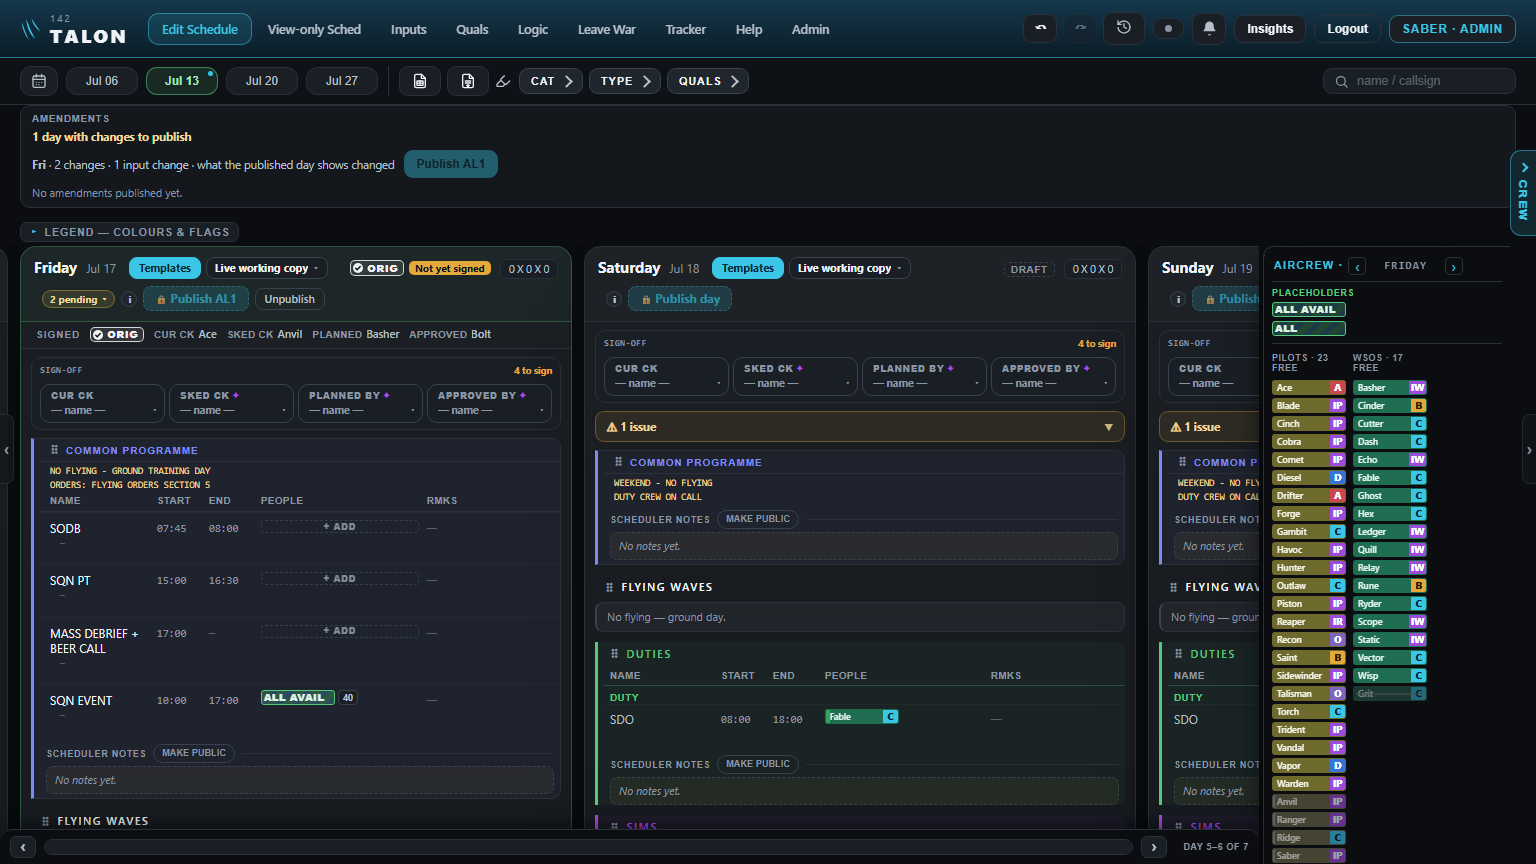 142
TALON
Edit Schedule
View-only Sched
Inputs
Quals
Logic
Leave War
Tracker
Help
Admin
Insights
Logout
SABER · ADMIN
Jul 06
Jul 13
Jul 20
Jul 27
CAT
TYPE
QUALS
name / callsign
AMENDMENTS
1 day with changes to publish
Fri · 2 changes · 1 input change · what the published day shows changed
Publish AL1
No amendments published yet.
CREW
LEGEND — COLOURS & FLAGS
Friday Jul 17
Templates
Live working copy
ORIG
Not yet signed
0X0X0
2 pending
i
Publish AL1
Unpublish
SIGNED ORIG CUR CK Ace SKED CK Anvil PLANNED Basher APPROVED Bolt
SIGN-OFF
4 to sign
CUR CK
— name —
SKED CK
— name —
PLANNED BY
— name —
APPROVED BY
— name —
COMMON PROGRAMME
NO FLYING - GROUND TRAINING DAY
ORDERS: FLYING ORDERS SECTION 5
NAME START END PEOPLE RMKS
SODB 07:45 08:00 + ADD —
—
SQN PT 15:00 16:30 + ADD —
—
MASS DEBRIEF + BEER CALL 17:00 — + ADD —
—
SQN EVENT 10:00 17:00 ALL AVAIL 40 —
—
SCHEDULER NOTES MAKE PUBLIC
No notes yet.
FLYING WAVES
Saturday Jul 18
Templates
Live working copy
DRAFT
0X0X0
i
Publish day
SIGN-OFF
4 to sign
CUR CK
— name —
SKED CK
— name —
PLANNED BY
— name —
APPROVED BY
— name —
1 issue
COMMON PROGRAMME
WEEKEND - NO FLYING
DUTY CREW ON CALL
SCHEDULER NOTES MAKE PUBLIC
No notes yet.
FLYING WAVES
No flying — ground day.
DUTIES
NAME START END PEOPLE RMKS
DUTY
SDO 08:00 18:00 Fable C —
SCHEDULER NOTES MAKE PUBLIC
No notes yet.
SIMS
Sunday Jul 19
i
Publish
SIGN-OFF
CUR CK
— name —
1 issue
COMMON P
WEEKEND - NO FL
DUTY CREW ON CA
SCHEDULER NOT
No notes yet.
FLYING WA
No flying — groun
DUTIES
NAME
DUTY
SDO
SCHEDULER NOT
No notes yet.
SIMS
AIRCREW ·
FRIDAY
PLACEHOLDERS
ALL AVAIL
ALL
PILOTS · 23 FREE
Ace A
Blade IP
Cinch IP
Cobra IP
Comet IP
Diesel D
Drifter A
Forge IP
Gambit C
Havoc IP
Hunter IP
Outlaw C
Piston IP
Reaper IR
Recon O
Saint B
Sidewinder IP
Talisman O
Torch C
Trident IP
Vandal IP
Vapor D
Warden IP
Anvil IP
Ranger IP
Ridge C
Saber IP
WSOS · 17 FREE
Basher IW
Cinder B
Cutter C
Dash C
Echo IW
Fable C
Ghost C
Hex C
Ledger IW
Quill IW
Relay IW
Rune B
Ryder C
Scope IW
Static IW
Vector C
Wisp C
Grit C
DAY 5–6 OF 7